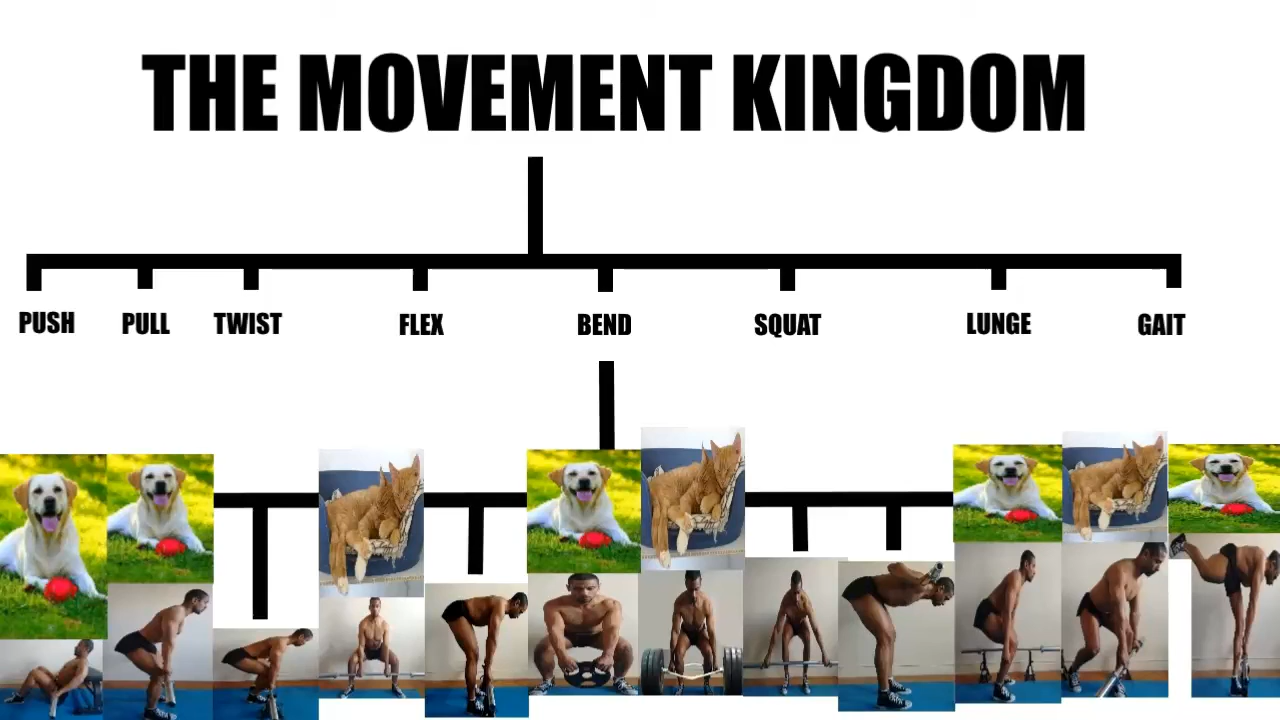 THE MOVEMENT KINGDOM
PUSH PULL TWIST FLEX BEND SQUAT LUNGE GAIT